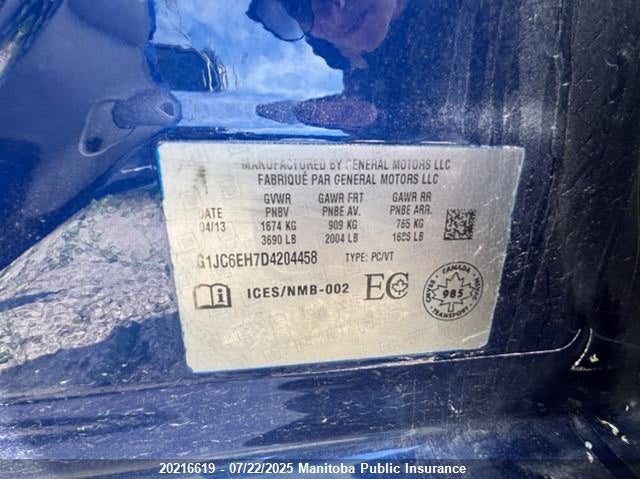 MANUFACTURED BY GENERAL MOTORS LLC
FABRIQUÉ PAR GENERAL MOTORS LLC
GVWR GAWR FRT GAWR RR
DATE PNBV PNBE AV. PNBE ARR.
04/13 1674 KG 909 KG 765 KG
3690 LB 2004 LB 1686 LB
G1JC6EH7D4204458 TYPE: PC/VT
ICES/NMB-002 EC
CANADA
985
TRANSPORT
20216619 - 07/22/2025 Manitoba Public Insurance